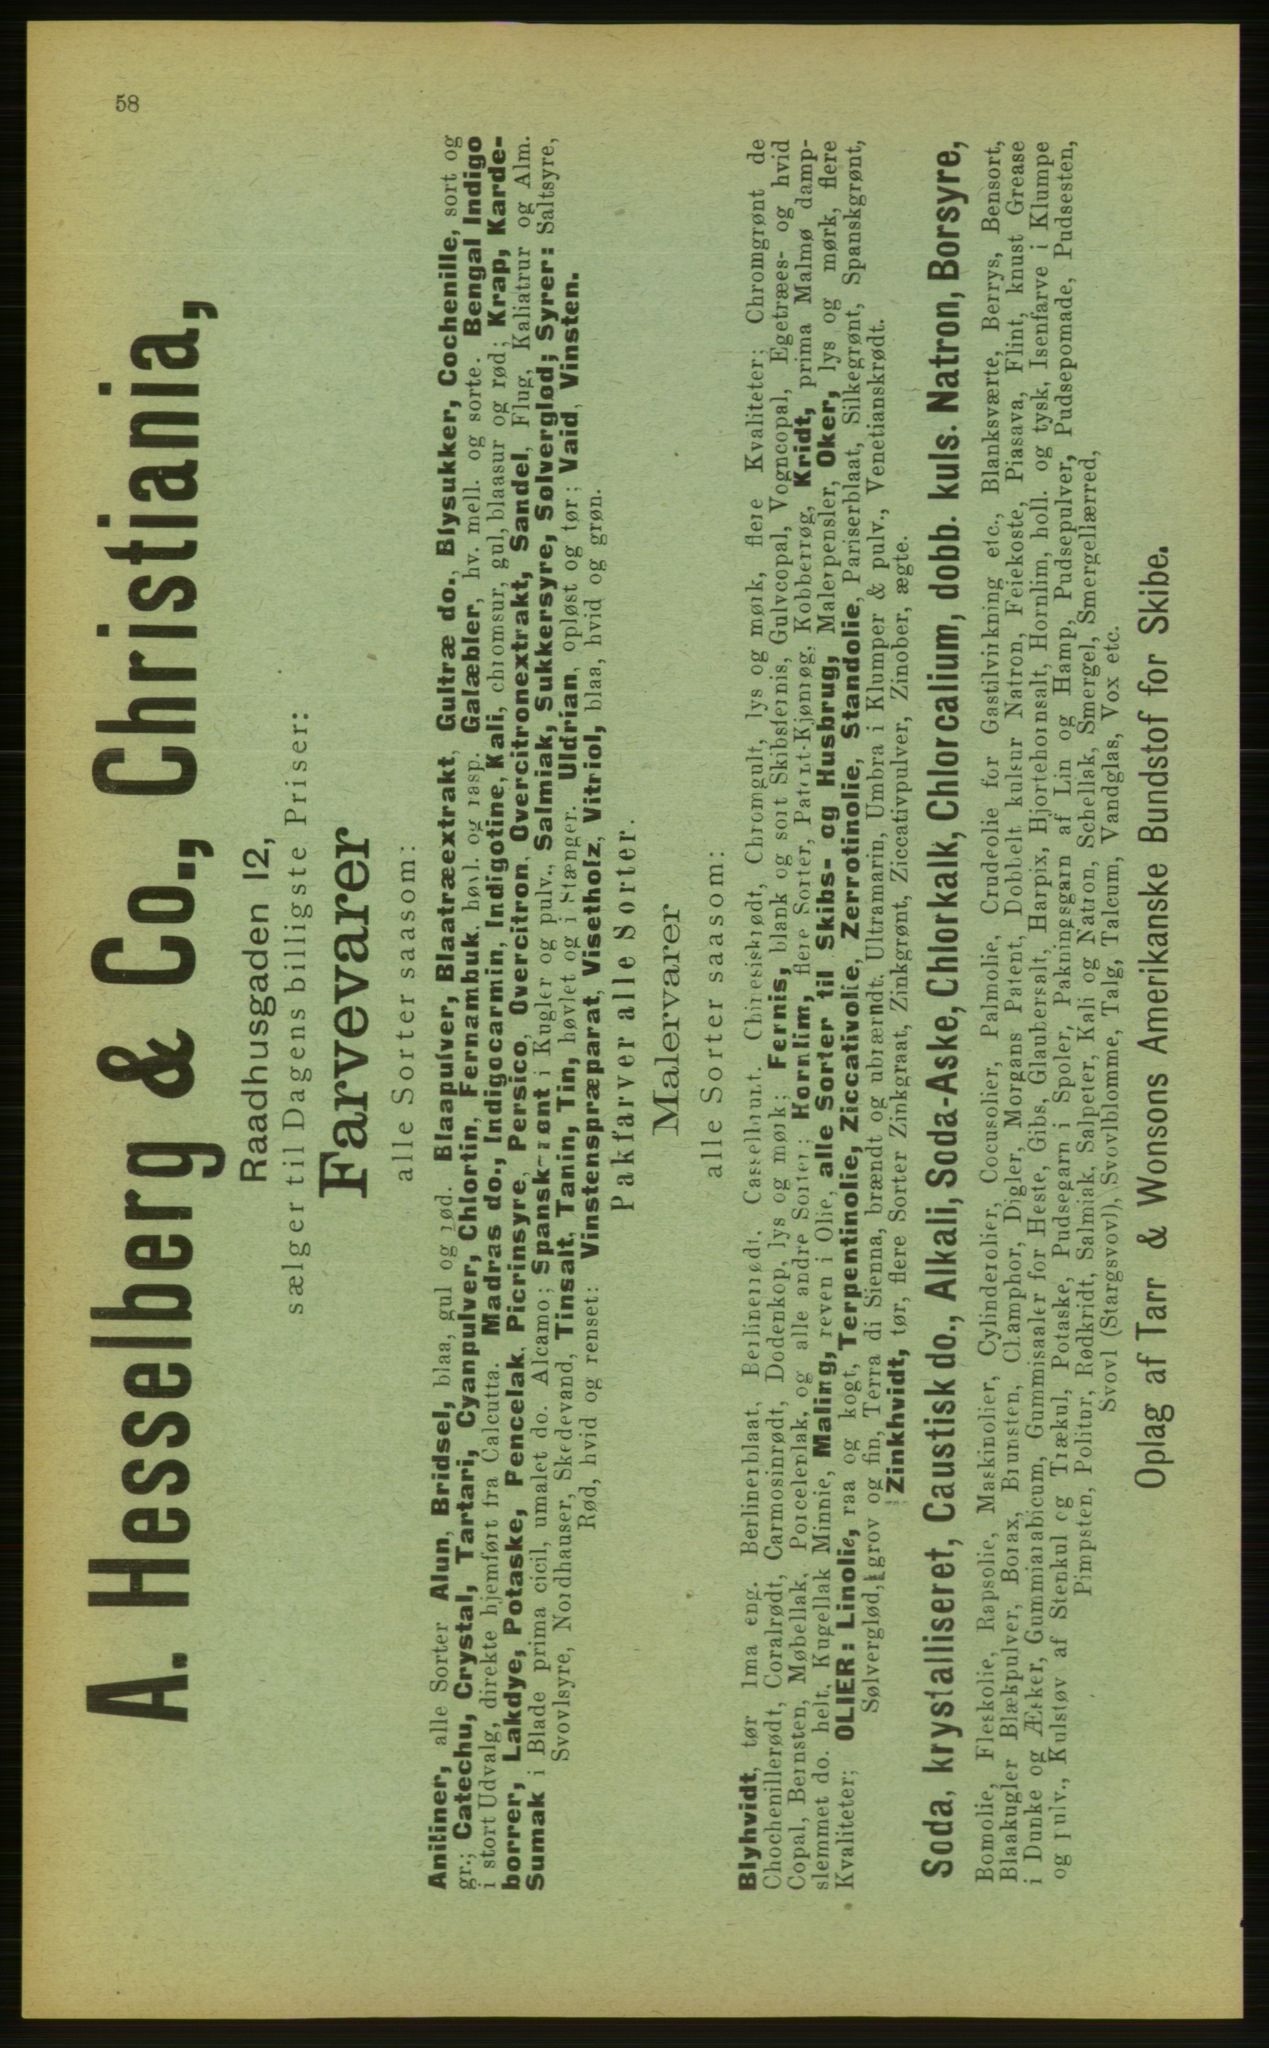 58
A. Hesselberg & Co., Christiania,
Raadhusgaden 12,
sælger til Dagens billigste Priser:
Farvevarer
alle Sorter saasom:
Aniliner, alle Sorter Alun, Bridsel, blaa, gul og rød. Blaapulver, Blaatræextrakt, Gultræ do., Blysukker, Cochenille, sort og
gr.; Catechu, Crystal, Tartari, Cyanpulver, Chlortin, Fernambuk, høvl. og rasp. Galæbler, hv. mell. og sorte. Bengal Indigo
i stort Udvalg, direkte hjemført fra Calcutta. Madras do., Indigocarmin, Indigotine, Kali, chromsur, gul, blaasur og rød; Krap, Karde-
borrer, Lakdye, Potaske, Pencelak, Picrinsyre, Persico, Overcitron, Overcitronextrakt, Sandel, Flug, Kaliatrur og Alm.
Sumak i Blade prima cicil, umalet do. Alcamo; Spanskgrønt i Kugler og pulv., Salmiak, Sukkersyre, Sølverglød; Syrer: Saltsyre,
Svovlsyre, Nordhauser, Skedevand, Tinsalt, Tanin, Tin, høvlet og i Stænger. Uldrian, opløst og tør; Vaid, Vinsten.
Rød, hvid og renset: Vinstenspræparat, Visetholz, Vitriol, blaa, hvid og grøn.
Pakfarver alle Sorter.
Malervarer
alle Sorter saasom:
Blyhvidt, tør 1ma eng. Berlinerblaat, Berlinerrødt, Casselbrunt, Chinesiskrødt, Chromgult, lys og mørk, flere Kvaliteter; Chromgrønt de
Chochenillerødt, Coralrødt, Carmosinrødt, Dodenkop, lys og mørk; Fernis, blank og sort Skibsfernis, Gulvcopal, Vogncopal, Egetræes- og hvid
Copal, Bernsten, Møbellak, Porcelenlak, og alle andre Sorter; Hornlim, flere Sorter, Patent-Kjønrøg, Kobberrøg, Kridt, prima Malmø damp-
slemmet do. helt, Kugellak Minnie, Maling, reven i Olie, alle Sorter til Skibs- og Husbrug, Malerpensler, Oker, lys og mørk, flere
Kvaliteter; OLIER: Linolie, raa og kogt, Terpentinolie, Ziccativolie, Zerrotinolie, Standolie, Pariserblaat, Silkegrønt, Spanskgrønt,
Sølverglød, grov og fin, Terra di Sienna, brændt og ubrærndt. Ultramarin, Umbra i Klumper & pulv., Venetianskrødt.
Zinkhvidt, tør, flere Sorter Zinkgraat, Zinkgrønt, Ziccativpulver, Zinober, ægte.
Soda, krystalliseret, Caustisk do., Alkali, Soda-Aske, Chlorkalk, Chlorcalium, dobb. kuls. Natron, Borsyre,
Bomolie, Fleskolie, Rapsolie, Maskinolier, Cylinderolier, Cocusolier, Palmolie, Crudeolie for Gastilvirkning etc., Blanksværte, Berrys, Bensort,
Blaakugler Blækpulver, Borax, Brunsten, Champhor, Digler, Morgans Patent, Dobbelt kulsur Natron, Feiekoste, Piasava, Flint, knust Grease
i Dunke og Æsker, Gummiarabicum, Gummisaaler for Heste, Gibs, Glaubersalt, Harpix, Hjortehornsalt, Hornlim, holl. og tysk, Isenfarve i Klumpe
og pulv., Kulstøv af Stenkul og Trækul, Potaske, Pudsegarn i Spoler, Pakningsgarn af Lin og Hamp, Pudsepulver, Pudsepomade, Pudsesten,
Pimpsten, Politur, Rødkridt, Salmiak, Salpeter, Kali og Natron, Schellak, Smergel, Smergellærred,
Svovl (Stargsvovl), Svovlblomme, Talg, Talcum, Vandglas, Vox etc.
Oplag af Tarr & Wonsons Amerikanske Bundstof for Skibe.